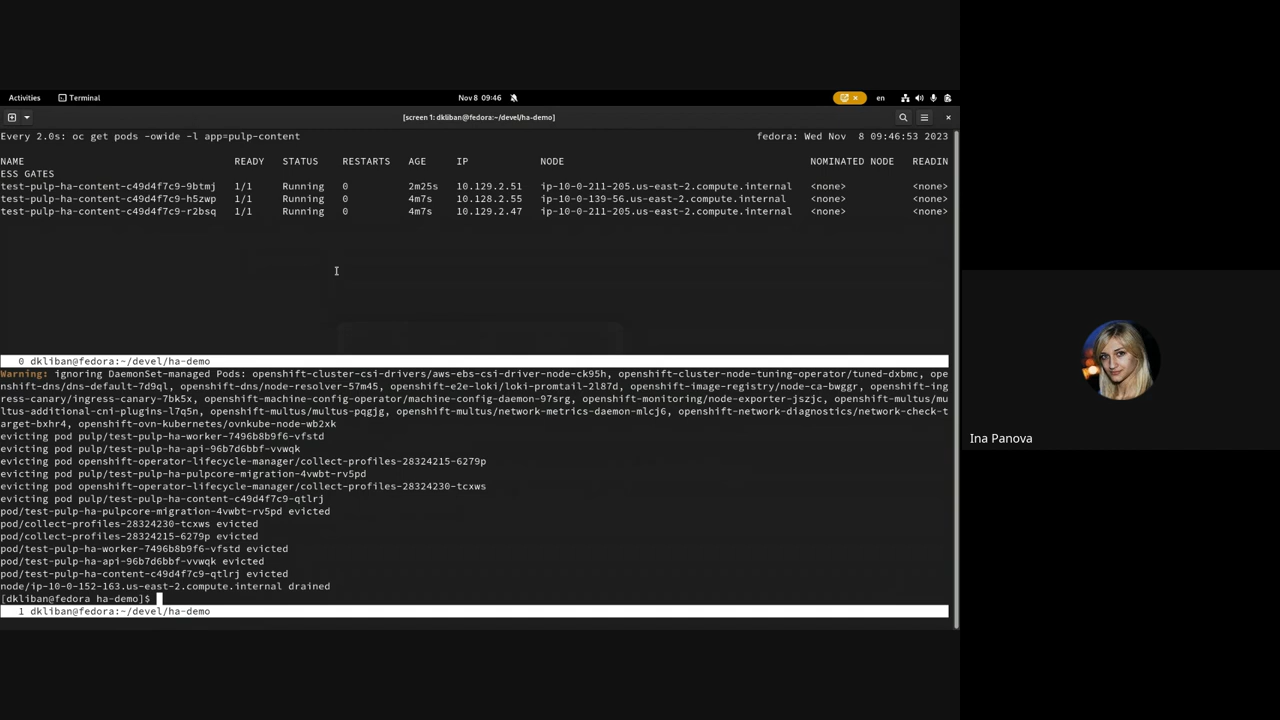 Activities Terminal Nov 8 09:46 en
[screen 1: dkliban@fedora:~/devel/ha-demo]
Every 2.0s: oc get pods -owide -l app=pulp-content fedora: Wed Nov  8 09:46:53 2023
NAME READY STATUS RESTARTS AGE IP NODE NOMINATED NODE READIN
ESS GATES
test-pulp-ha-content-c49d4f7c9-9btmj 1/1 Running 0 2m25s 10.129.2.51 ip-10-0-211-205.us-east-2.compute.internal <none> <none>
test-pulp-ha-content-c49d4f7c9-h5zwp 1/1 Running 0 4m7s 10.128.2.55 ip-10-0-139-56.us-east-2.compute.internal <none> <none>
test-pulp-ha-content-c49d4f7c9-r2bsq 1/1 Running 0 4m7s 10.129.2.47 ip-10-0-211-205.us-east-2.compute.internal <none> <none>
0 dkliban@fedora:~/devel/ha-demo
Warning: ignoring DaemonSet-managed Pods: openshift-cluster-csi-drivers/aws-ebs-csi-driver-node-ck95h, openshift-cluster-node-tuning-operator/tuned-dxbmc, ope
nshift-dns/dns-default-7d9ql, openshift-dns/node-resolver-57m45, openshift-e2e-loki/loki-promtail-2l87d, openshift-image-registry/node-ca-bwggr, openshift-ing
ress-canary/ingress-canary-7bk5x, openshift-machine-config-operator/machine-config-daemon-97srg, openshift-monitoring/node-exporter-jszjc, openshift-multus/mu
ltus-additional-cni-plugins-l7q5n, openshift-multus/multus-pqgjg, openshift-multus/network-metrics-daemon-mlcj6, openshift-network-diagnostics/network-check-t
arget-bxhr4, openshift-ovn-kubernetes/ovnkube-node-wb2xk
evicting pod pulp/test-pulp-ha-worker-7496b8b9f6-vfstd
evicting pod pulp/test-pulp-ha-api-96b7d6bbf-vvwqk
evicting pod openshift-operator-lifecycle-manager/collect-profiles-28324215-6279p
evicting pod pulp/test-pulp-ha-pulpcore-migration-4vwbt-rv5pd
evicting pod openshift-operator-lifecycle-manager/collect-profiles-28324230-tcxws
evicting pod pulp/test-pulp-ha-content-c49d4f7c9-qtlrj
pod/test-pulp-ha-pulpcore-migration-4vwbt-rv5pd evicted
pod/collect-profiles-28324230-tcxws evicted
pod/collect-profiles-28324215-6279p evicted
pod/test-pulp-ha-worker-7496b8b9f6-vfstd evicted
pod/test-pulp-ha-api-96b7d6bbf-vvwqk evicted
pod/test-pulp-ha-content-c49d4f7c9-qtlrj evicted
node/ip-10-0-152-163.us-east-2.compute.internal drained
[dkliban@fedora ha-demo]$
1 dkliban@fedora:~/devel/ha-demo
Ina Panova